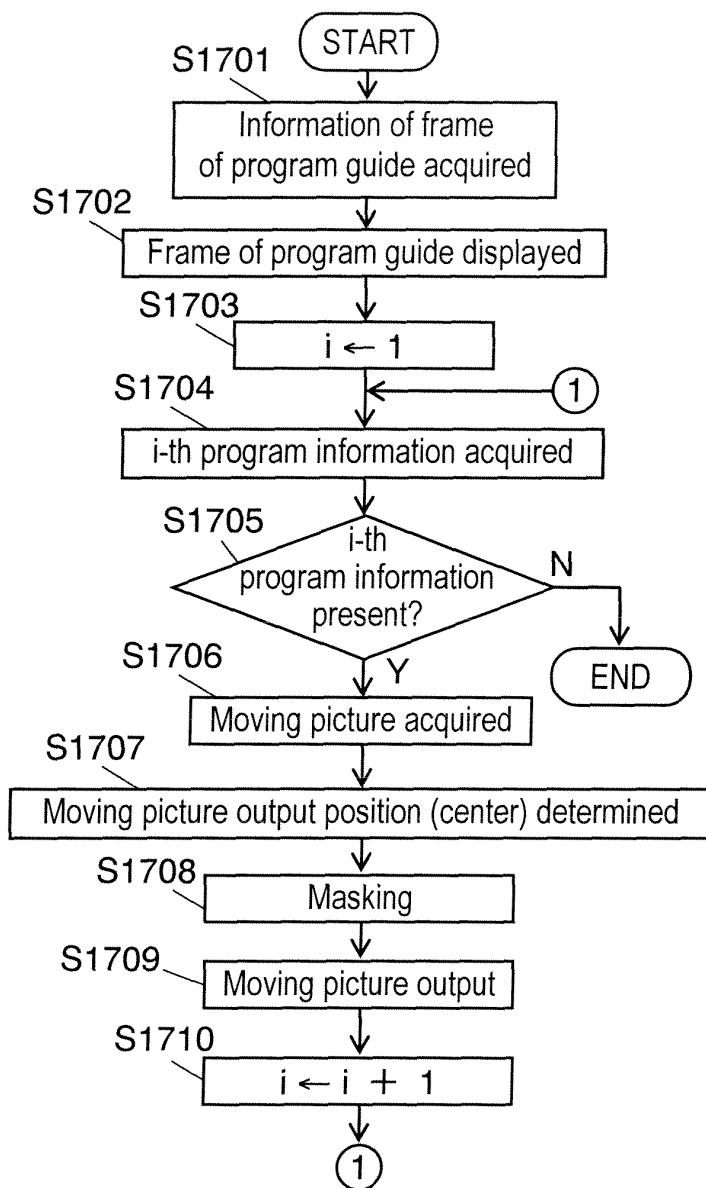 START
S1701
Information of frame
of program guide acquired
S1702
Frame of program guide displayed
S1703
i ← 1
S1704
1
i-th program information acquired
S1705
i-th
program information
present?
N
END
S1706
Y
Moving picture acquired
S1707
Moving picture output position (center) determined
S1708
Masking
S1709
Moving picture output
S1710
i ← i + 1
1